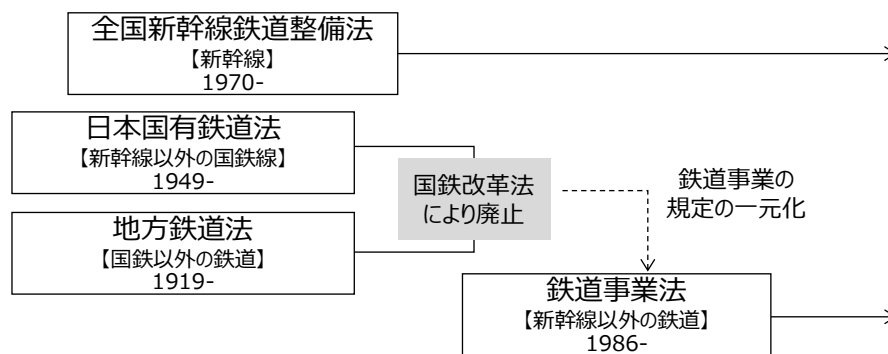 全国新幹線鉄道整備法
【新幹線】
1970-
日本国有鉄道法
【新幹線以外の国鉄線】
1949-
国鉄改革法
により廃止
鉄道事業の
規定の一元化
地方鉄道法
【国鉄以外の鉄道】
1919-
鉄道事業法
【新幹線以外の鉄道】
1986-